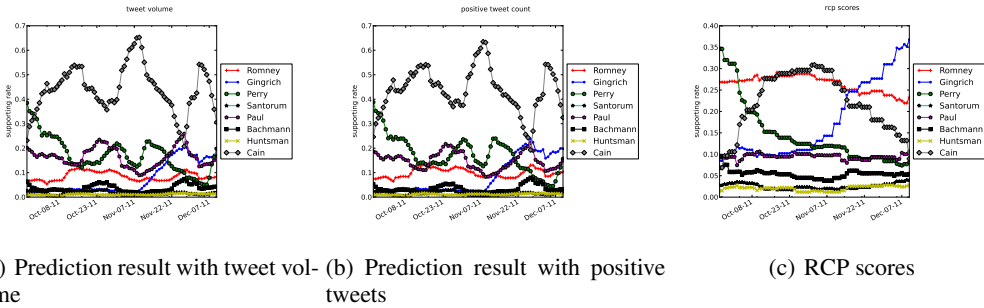 tweet volume
0.7
0.6
0.5
0.4
0.3
0.2
0.1
0.0
supporting rate
Oct-08-11
Oct-23-11
Nov-07-11
Nov-22-11
Dec-07-11
Romney
Gingrich
Perry
Santorum
Paul
Bachmann
Huntsman
Cain
positive tweet count
0.7
0.6
0.5
0.4
0.3
0.2
0.1
0.0
supporting rate
Oct-08-11
Oct-23-11
Nov-07-11
Nov-22-11
Dec-07-11
Romney
Gingrich
Perry
Santorum
Paul
Bachmann
Huntsman
Cain
rcp scores
0.40
0.35
0.30
0.25
0.20
0.15
0.10
0.05
0.00
supporting rate
Oct-08-11
Oct-23-11
Nov-07-11
Nov-22-11
Dec-07-11
Romney
Gingrich
Perry
Santorum
Paul
Bachmann
Huntsman
Cain
) Prediction result with tweet vol-
me
(b) Prediction result with positive
tweets
(c) RCP scores